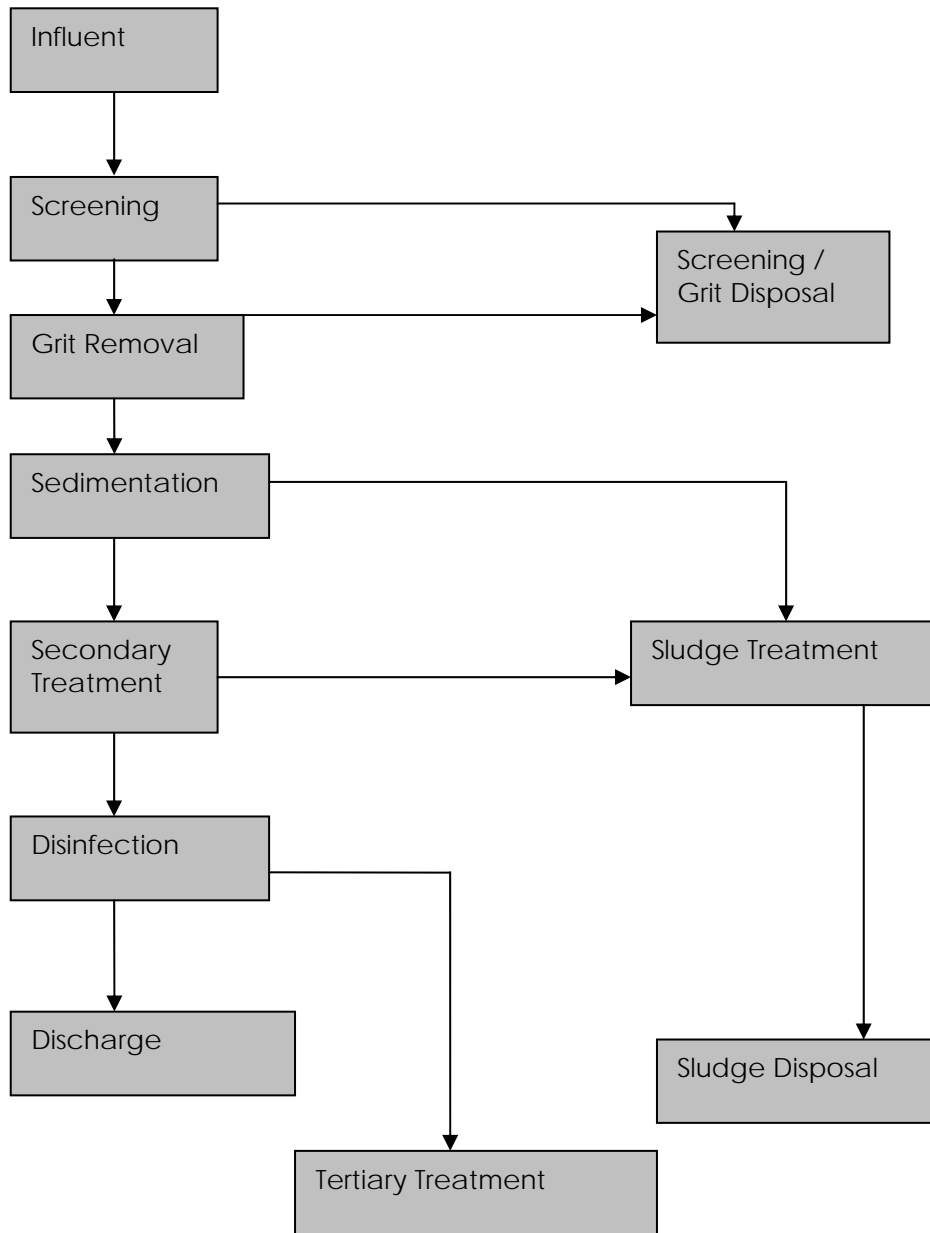 Influent
Screening
Screening /
Grit Disposal
Grit Removal
Sedimentation
Secondary
Treatment
Sludge Treatment
Disinfection
Discharge
Sludge Disposal
Tertiary Treatment